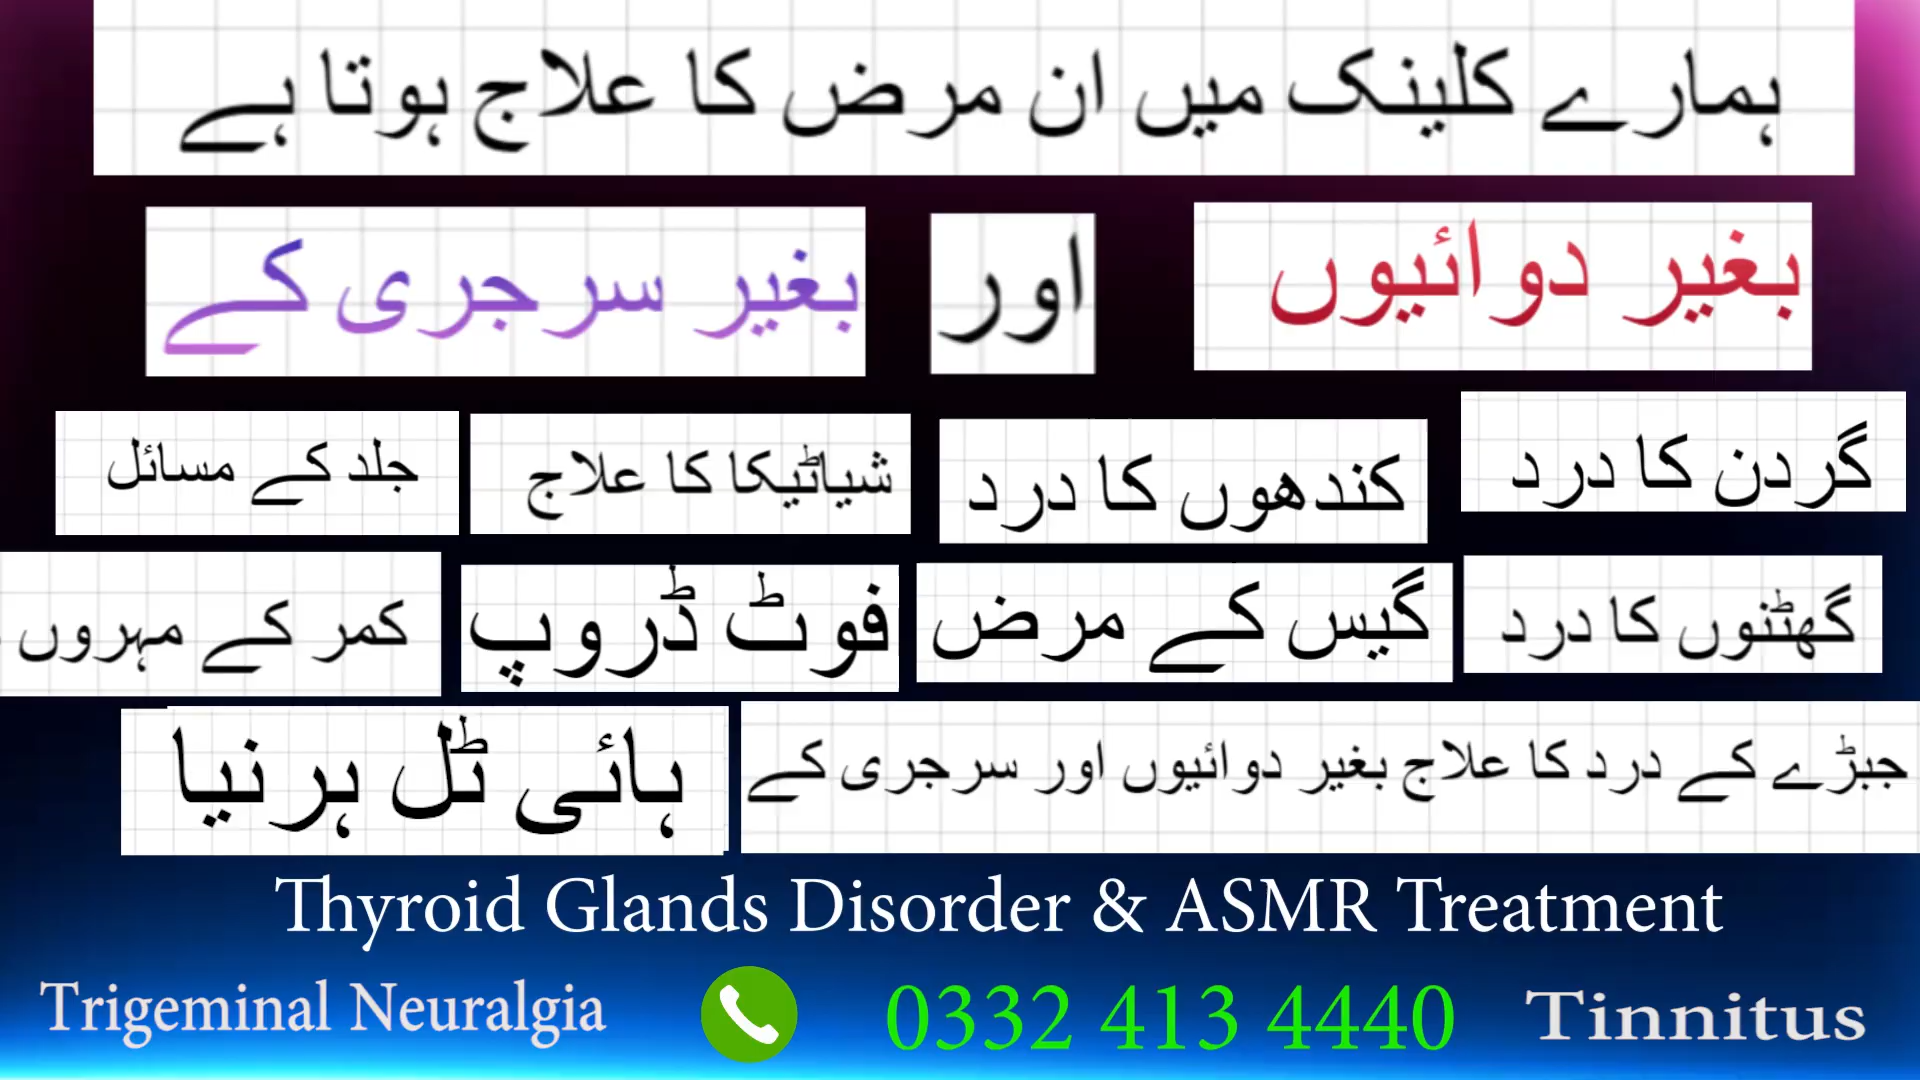 ہمارے کلینک میں ان مرض کا علاج ہوتا ہے
بغیر دوائیوں اور بغیر سرجری کے
گردن کا درد
کندھوں کا درد
شیاٹیکا کا علاج
جلد کے مسائل
گھٹنوں کا درد
گیس کے مرض
فوٹ ڈروپ
کمر کے مہروں
جبڑے کے درد کا علاج بغیر دوائیوں اور سرجری کے
ہائی ٹل ہرنیا
Thyroid Glands Disorder & ASMR Treatment
Trigeminal Neuralgia
0332 413 4440
Tinnitus